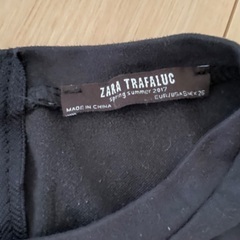 ZARA TRAFALUC
spring summer 2017
MADE IN CHINA